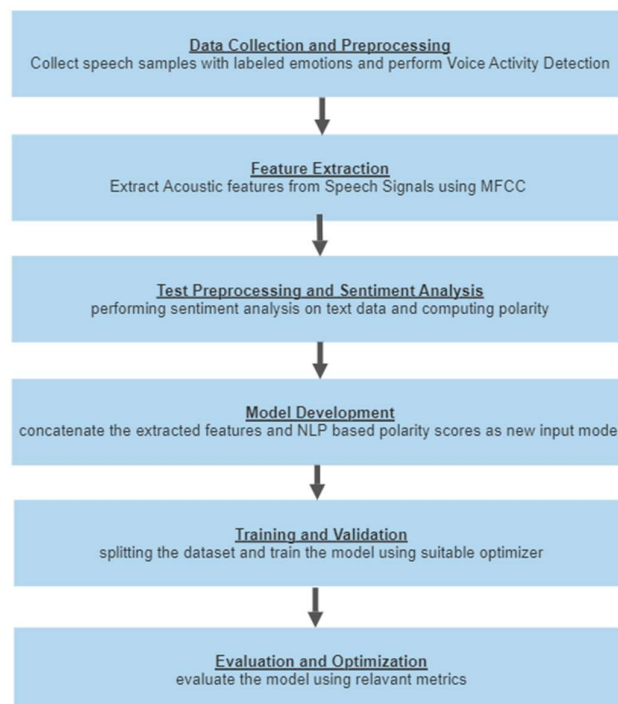 Data Collection and Preprocessing
Collect speech samples with labeled emotions and perform Voice Activity Detection
Feature Extraction
Extract Acoustic features from Speech Signals using MFCC
Test Preprocessing and Sentiment Analysis
performing sentiment analysis on text data and computing polarity
Model Development
concatenate the extracted features and NLP based polarity scores as new input mode
Training and Validation
splitting the dataset and train the model using suitable optimizer
Evaluation and Optimization
evaluate the model using relavant metrics